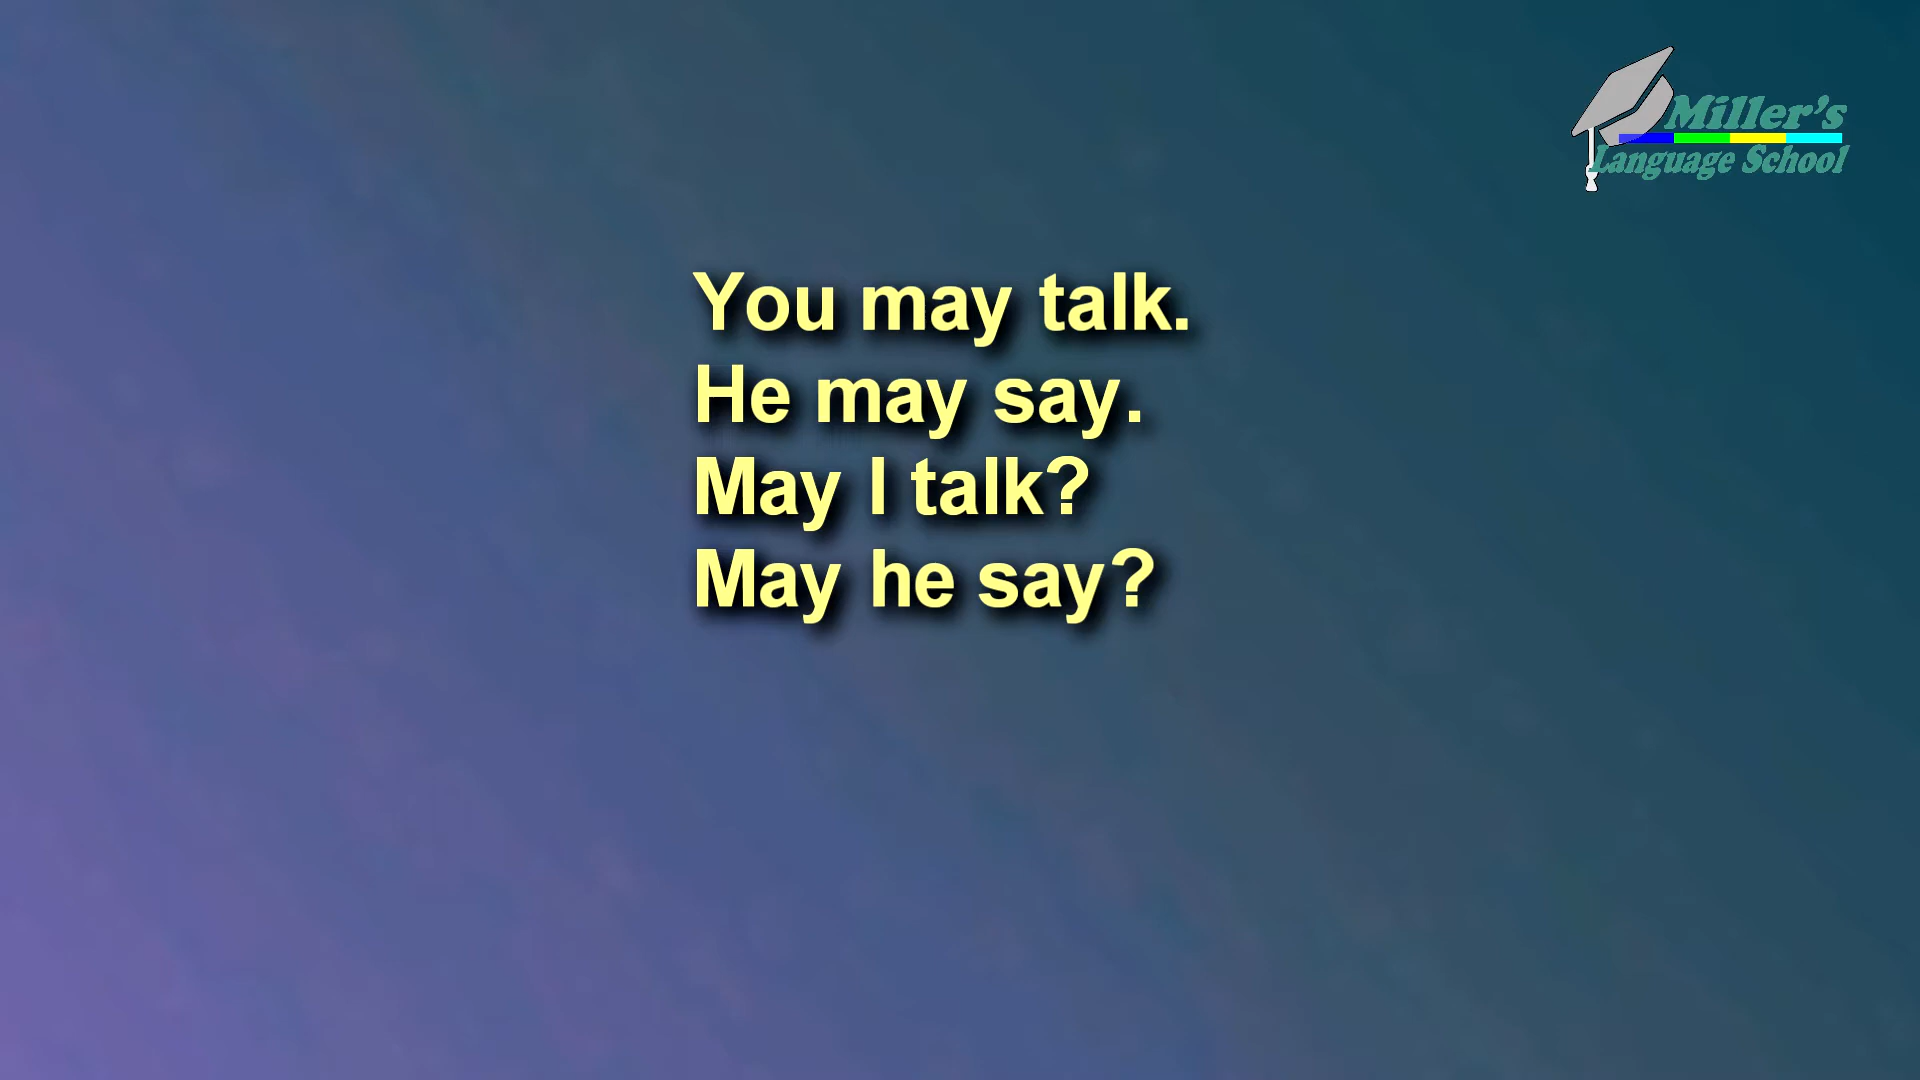 Miller's
Language School
You may talk.
He may say.
May I talk?
May he say?